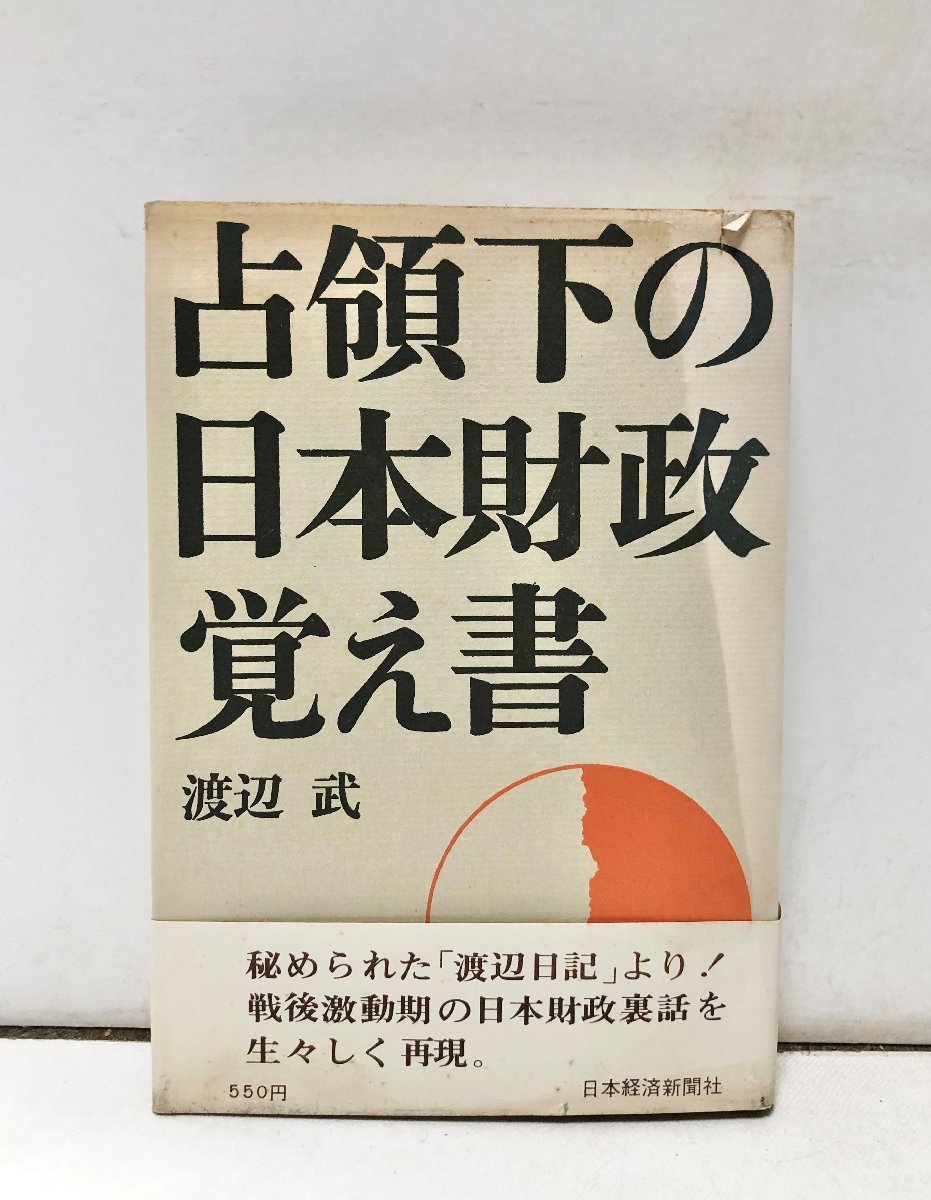 占領下の
日本財政
覚え書
渡辺 武
秘められた「渡辺日記」より!
戦後激動期の日本財政裏話を
生々しく再現。
550円 日本経済新聞社